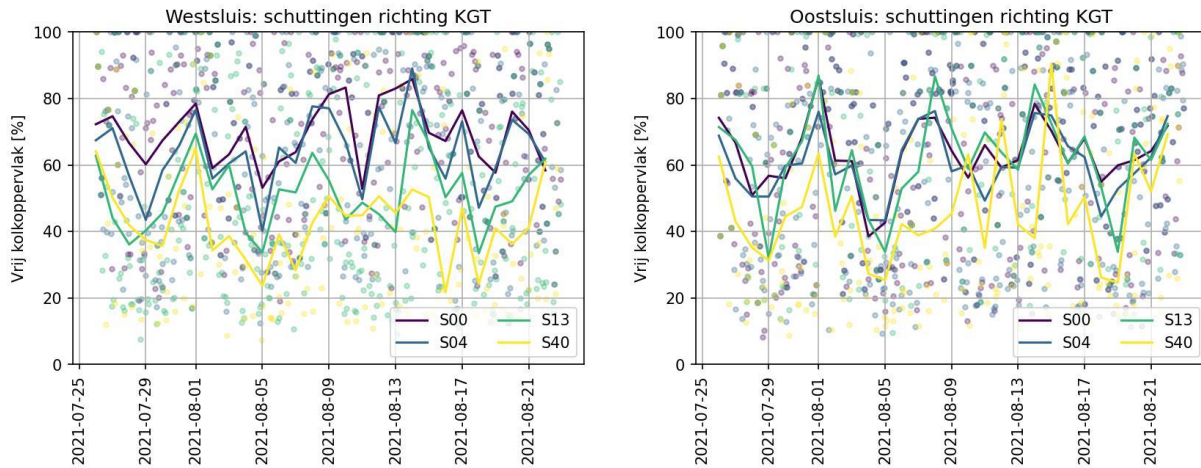 Westsluis: schuttingen richting KGT
Vrij kolkoppervlak [%]
100
80
60
40
20
0
S00
S04
S13
S40
2021-07-25
2021-07-29
2021-08-01
2021-08-05
2021-08-09
2021-08-13
2021-08-17
2021-08-21
Oostsluis: schuttingen richting KGT
Vrij kolkoppervlak [%]
100
80
60
40
20
0
S00
S04
S13
S40
2021-07-25
2021-07-29
2021-08-01
2021-08-05
2021-08-09
2021-08-13
2021-08-17
2021-08-21